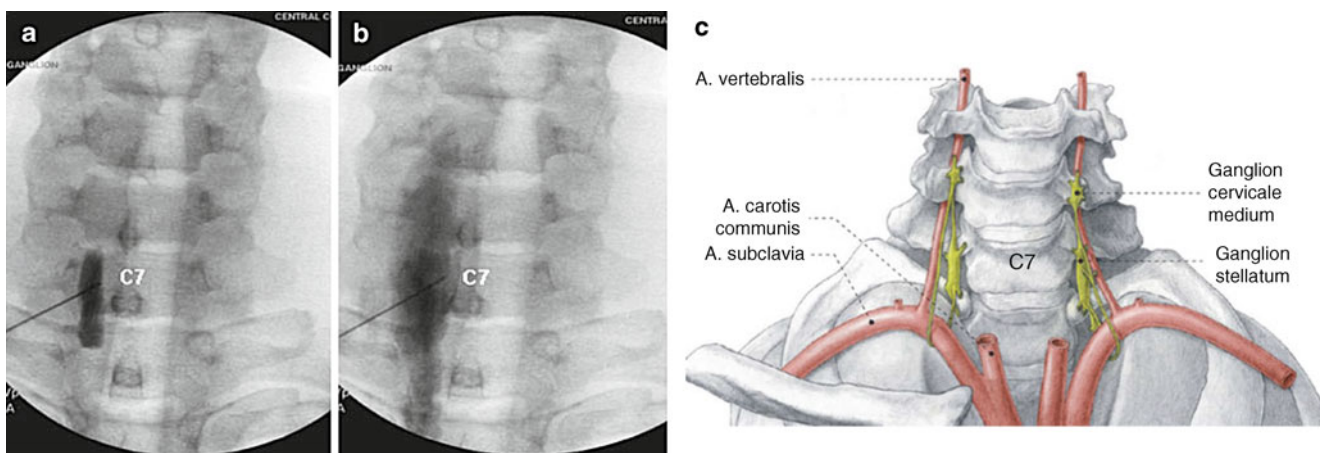 a
CENTRAL C
GANGLION
C7
A
b
CENTRA
GANGLION
C7
A
c
A. vertebralis
A. carotis
communis
A. subclavia
C7
Ganglion
cervicale
medium
Ganglion
stellatum